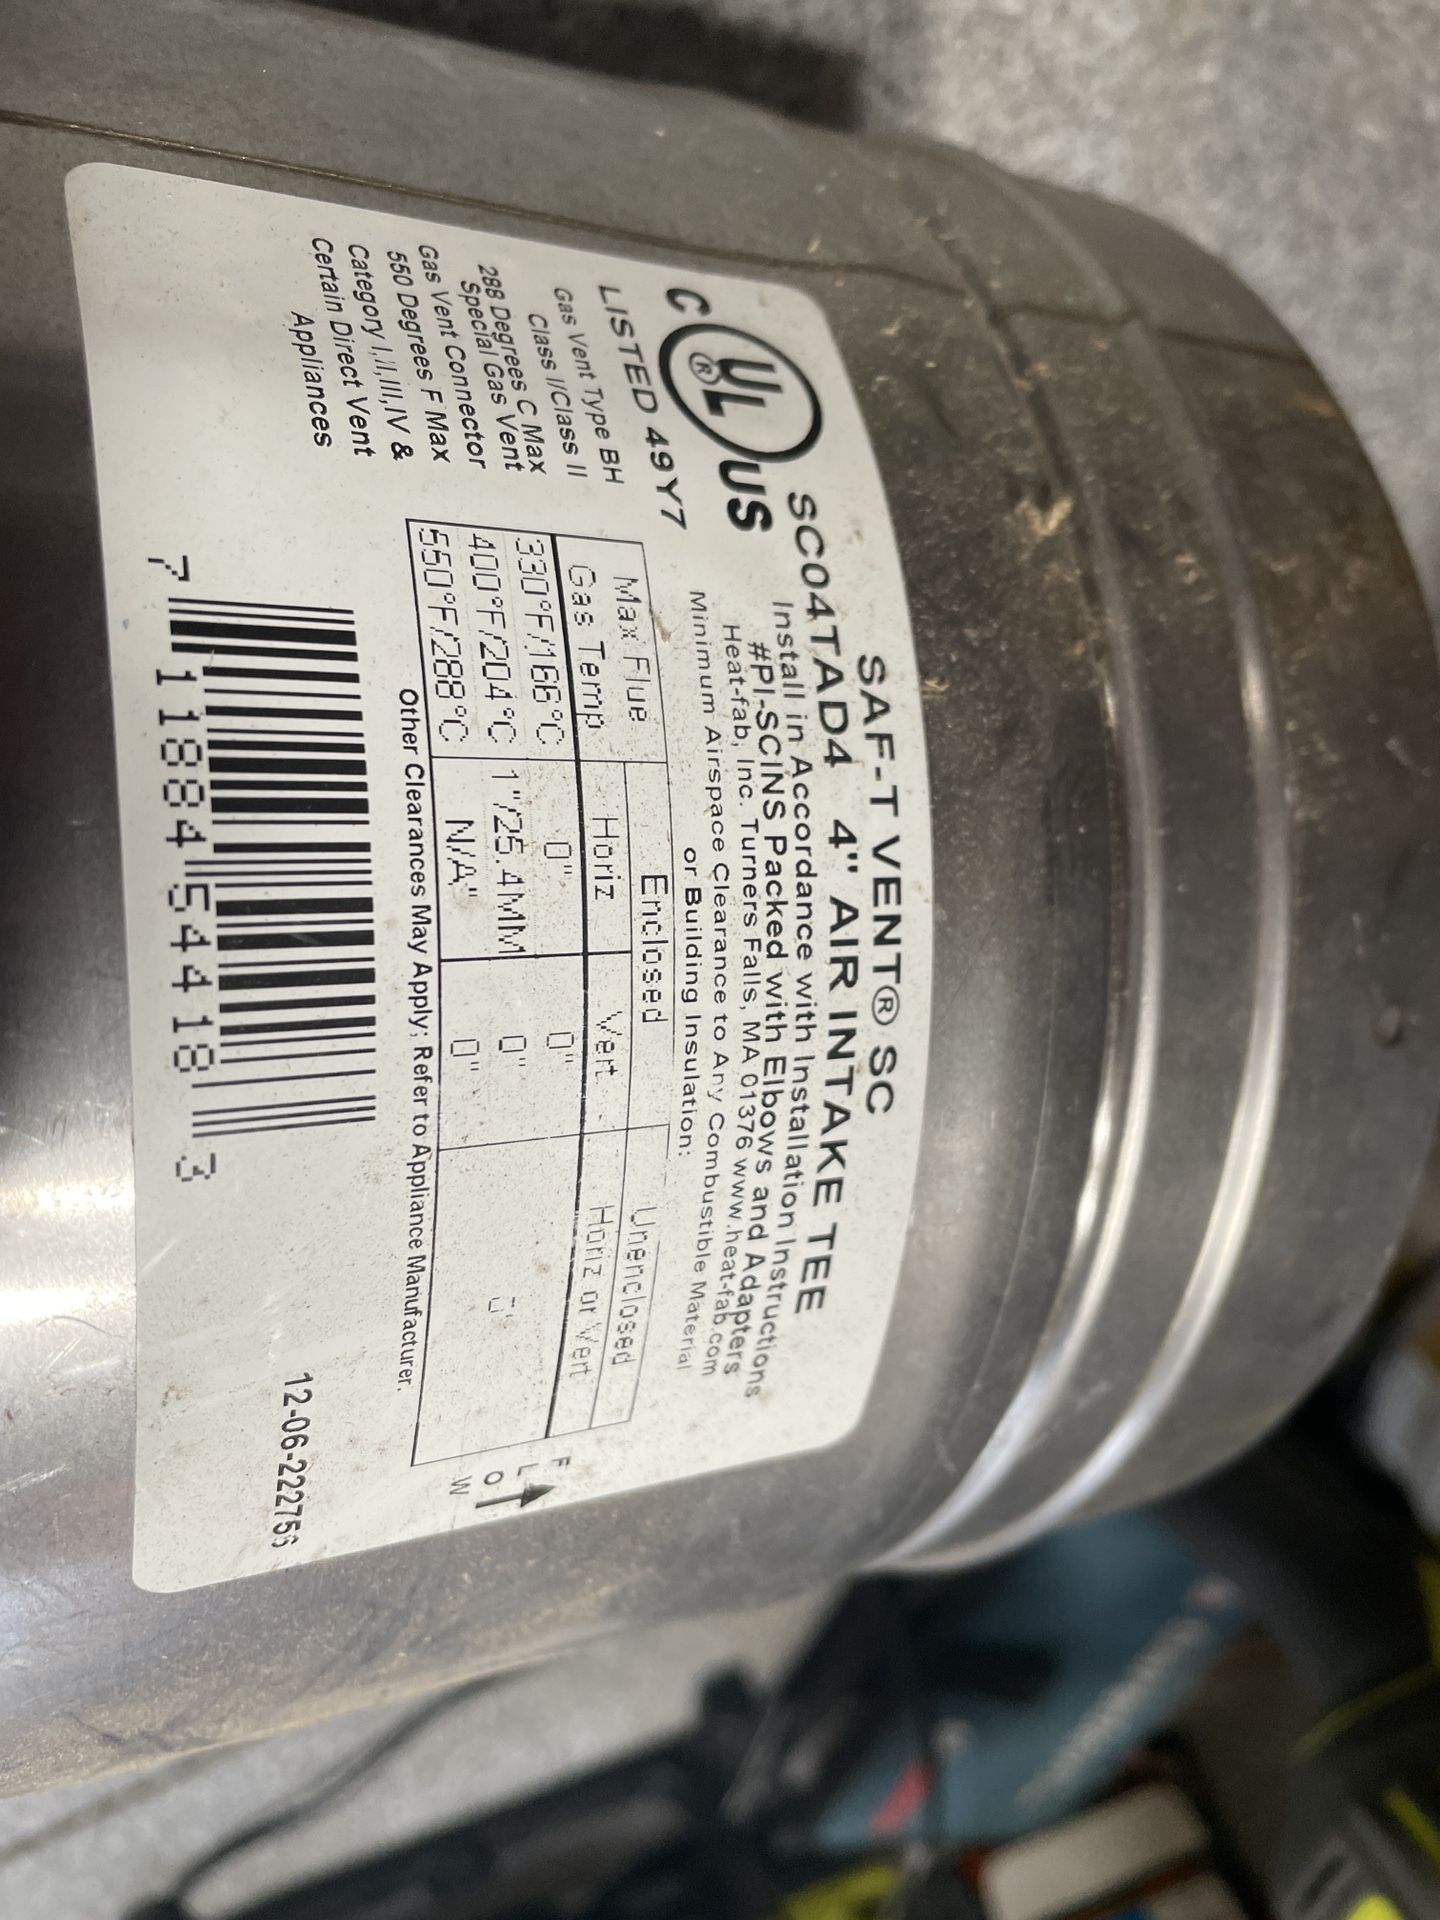 SAF-T VENT® SC
SC04TAD4 4" AIR INTAKE TEE
Install in Accordance with Installation Instructions
#PI-SCINS Packed with Elbows and Adapters
Heat-fab, Inc. Turners Falls, MA 01376 www.heat-fab.com
Minimum Airspace Clearance to Any Combustible Material
or Building Insulation:
C UL ® US
LISTED 49Y7
Gas Vent Type BH
Class I/Class II
288 Degrees C Max
Special Gas Vent
Gas Vent Connector
550 Degrees F Max
Category I,II,III,IV &
Certain Direct Vent
Appliances
Max Flue Enclosed Unenclosed
Gas Temp Horiz Vert Horiz or Vert
330°F/166°C 0" 0"
400°F/204°C 1"/25.4MM 0" 0"
550°F/288°C N/A" 0"
FLOW
Other Clearances May Apply; Refer to Appliance Manufacturer.
7 11884 54418 3
12-06-222756